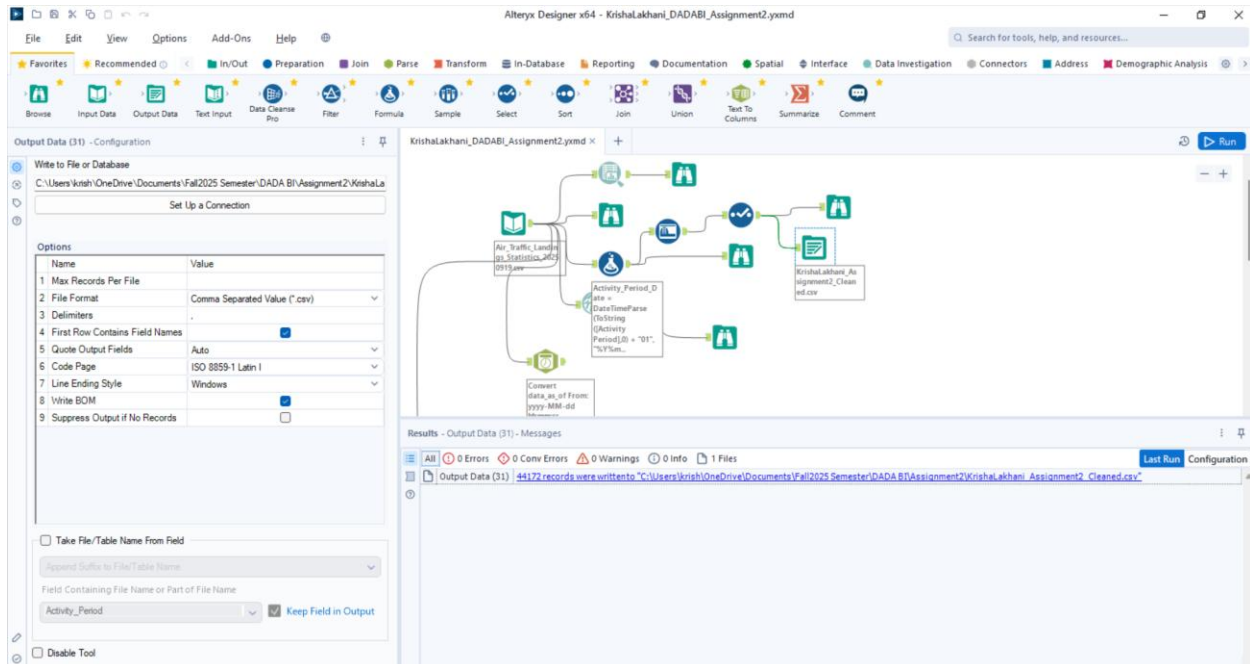 Alteryx Designer x64 - KrishaLakhani_DADABI_Assignment2.yxmd
File Edit View Options Add-Ons Help
Search for tools, help, and resources...
Favorites Recommended In/Out Preparation Join Parse Transform In-Database Reporting Documentation Spatial Interface Data Investigation Connectors Address Demographic Analysis
Browse Input Data Output Data Text Input Data Cleanse Pro Filter Formula Sample Select Sort Join Union Text To Columns Summarize Comment
Output Data (31) - Configuration
Write to File or Database
C:\Users\krish\OneDrive\Documents\Fall2025 Semester\DADA BI\Assignment2\KrishaLa
Set Up a Connection
Options
Name Value
1 Max Records Per File
2 File Format Comma Separated Value (*.csv)
3 Delimiters ,
4 First Row Contains Field Names
5 Quote Output Fields Auto
6 Code Page ISO 8859-1 Latin I
7 Line Ending Style Windows
8 Write BOM
9 Suppress Output if No Records
Take File/Table Name From Field
Append Suffix to File/Table Name
Field Containing File Name or Part of File Name
Activity_Period Keep Field in Output
Disable Tool
KrishaLakhani_DADABI_Assignment2.yxmd
Run
Air_Traffic_Landin
gs_Statistics_2025
0919.csv
Activity_Period_D
ate =
DateTimeParse
(ToString
([Activity
Period],0) + "01",
"%Y%m...
KrishaLakhani_As
signment2_Clean
ed.csv
Convert
data_as_of From:
yyyy-MM-dd
Results - Output Data (31) - Messages
All 0 Errors 0 Conv Errors 0 Warnings 0 Info 1 Files Last Run Configuration
Output Data (31) 44172 records were writtento "C:\Users\krish\OneDrive\Documents\Fall2025 Semester\DADA BI\Assignment2\KrishaLakhani_Assignment2_Cleaned.csv"